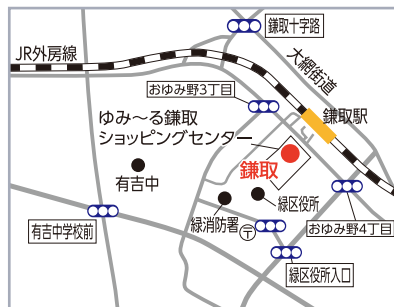 鎌取十字路
JR外房線
大網街道
おゆみ野3丁目
鎌取駅
ゆみ～る鎌取
ショッピングセンター
鎌取
有吉中
緑区役所
緑消防署
〒
有吉中学校前
おゆみ野4丁目
緑区役所入口